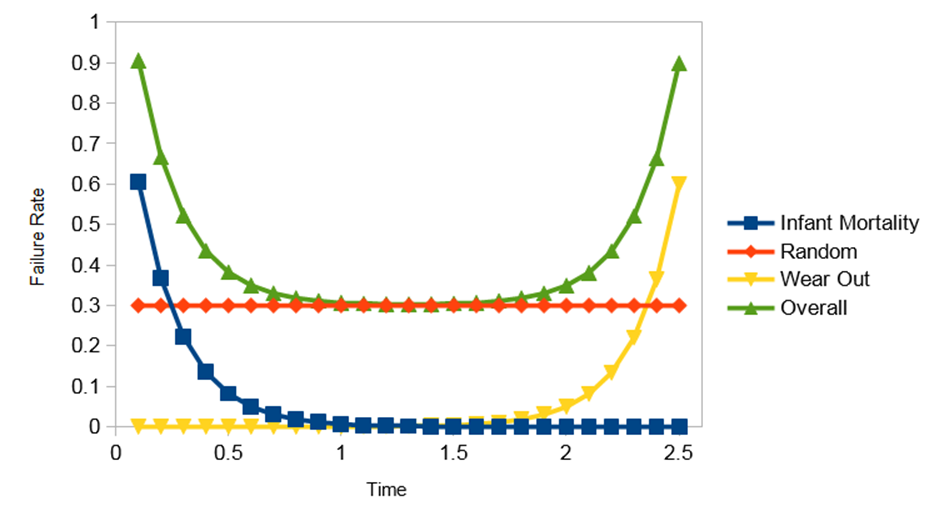 1
0.9
0.8
0.7
0.6
0.5
0.4
0.3
0.2
0.1
0
0 0.5 1 1.5 2 2.5
Failure Rate
Time
Infant Mortality
Random
Wear Out
Overall